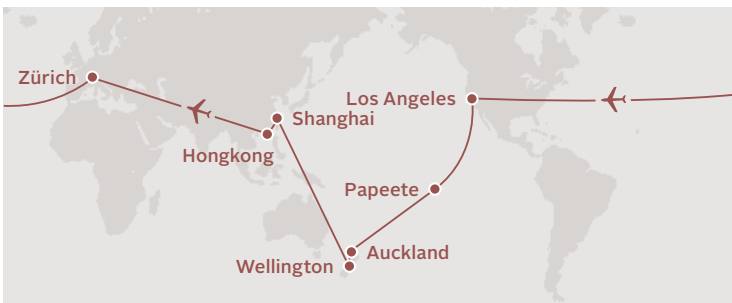 Zürich
Los Angeles
Shanghai
Hongkong
Papeete
Auckland
Wellington